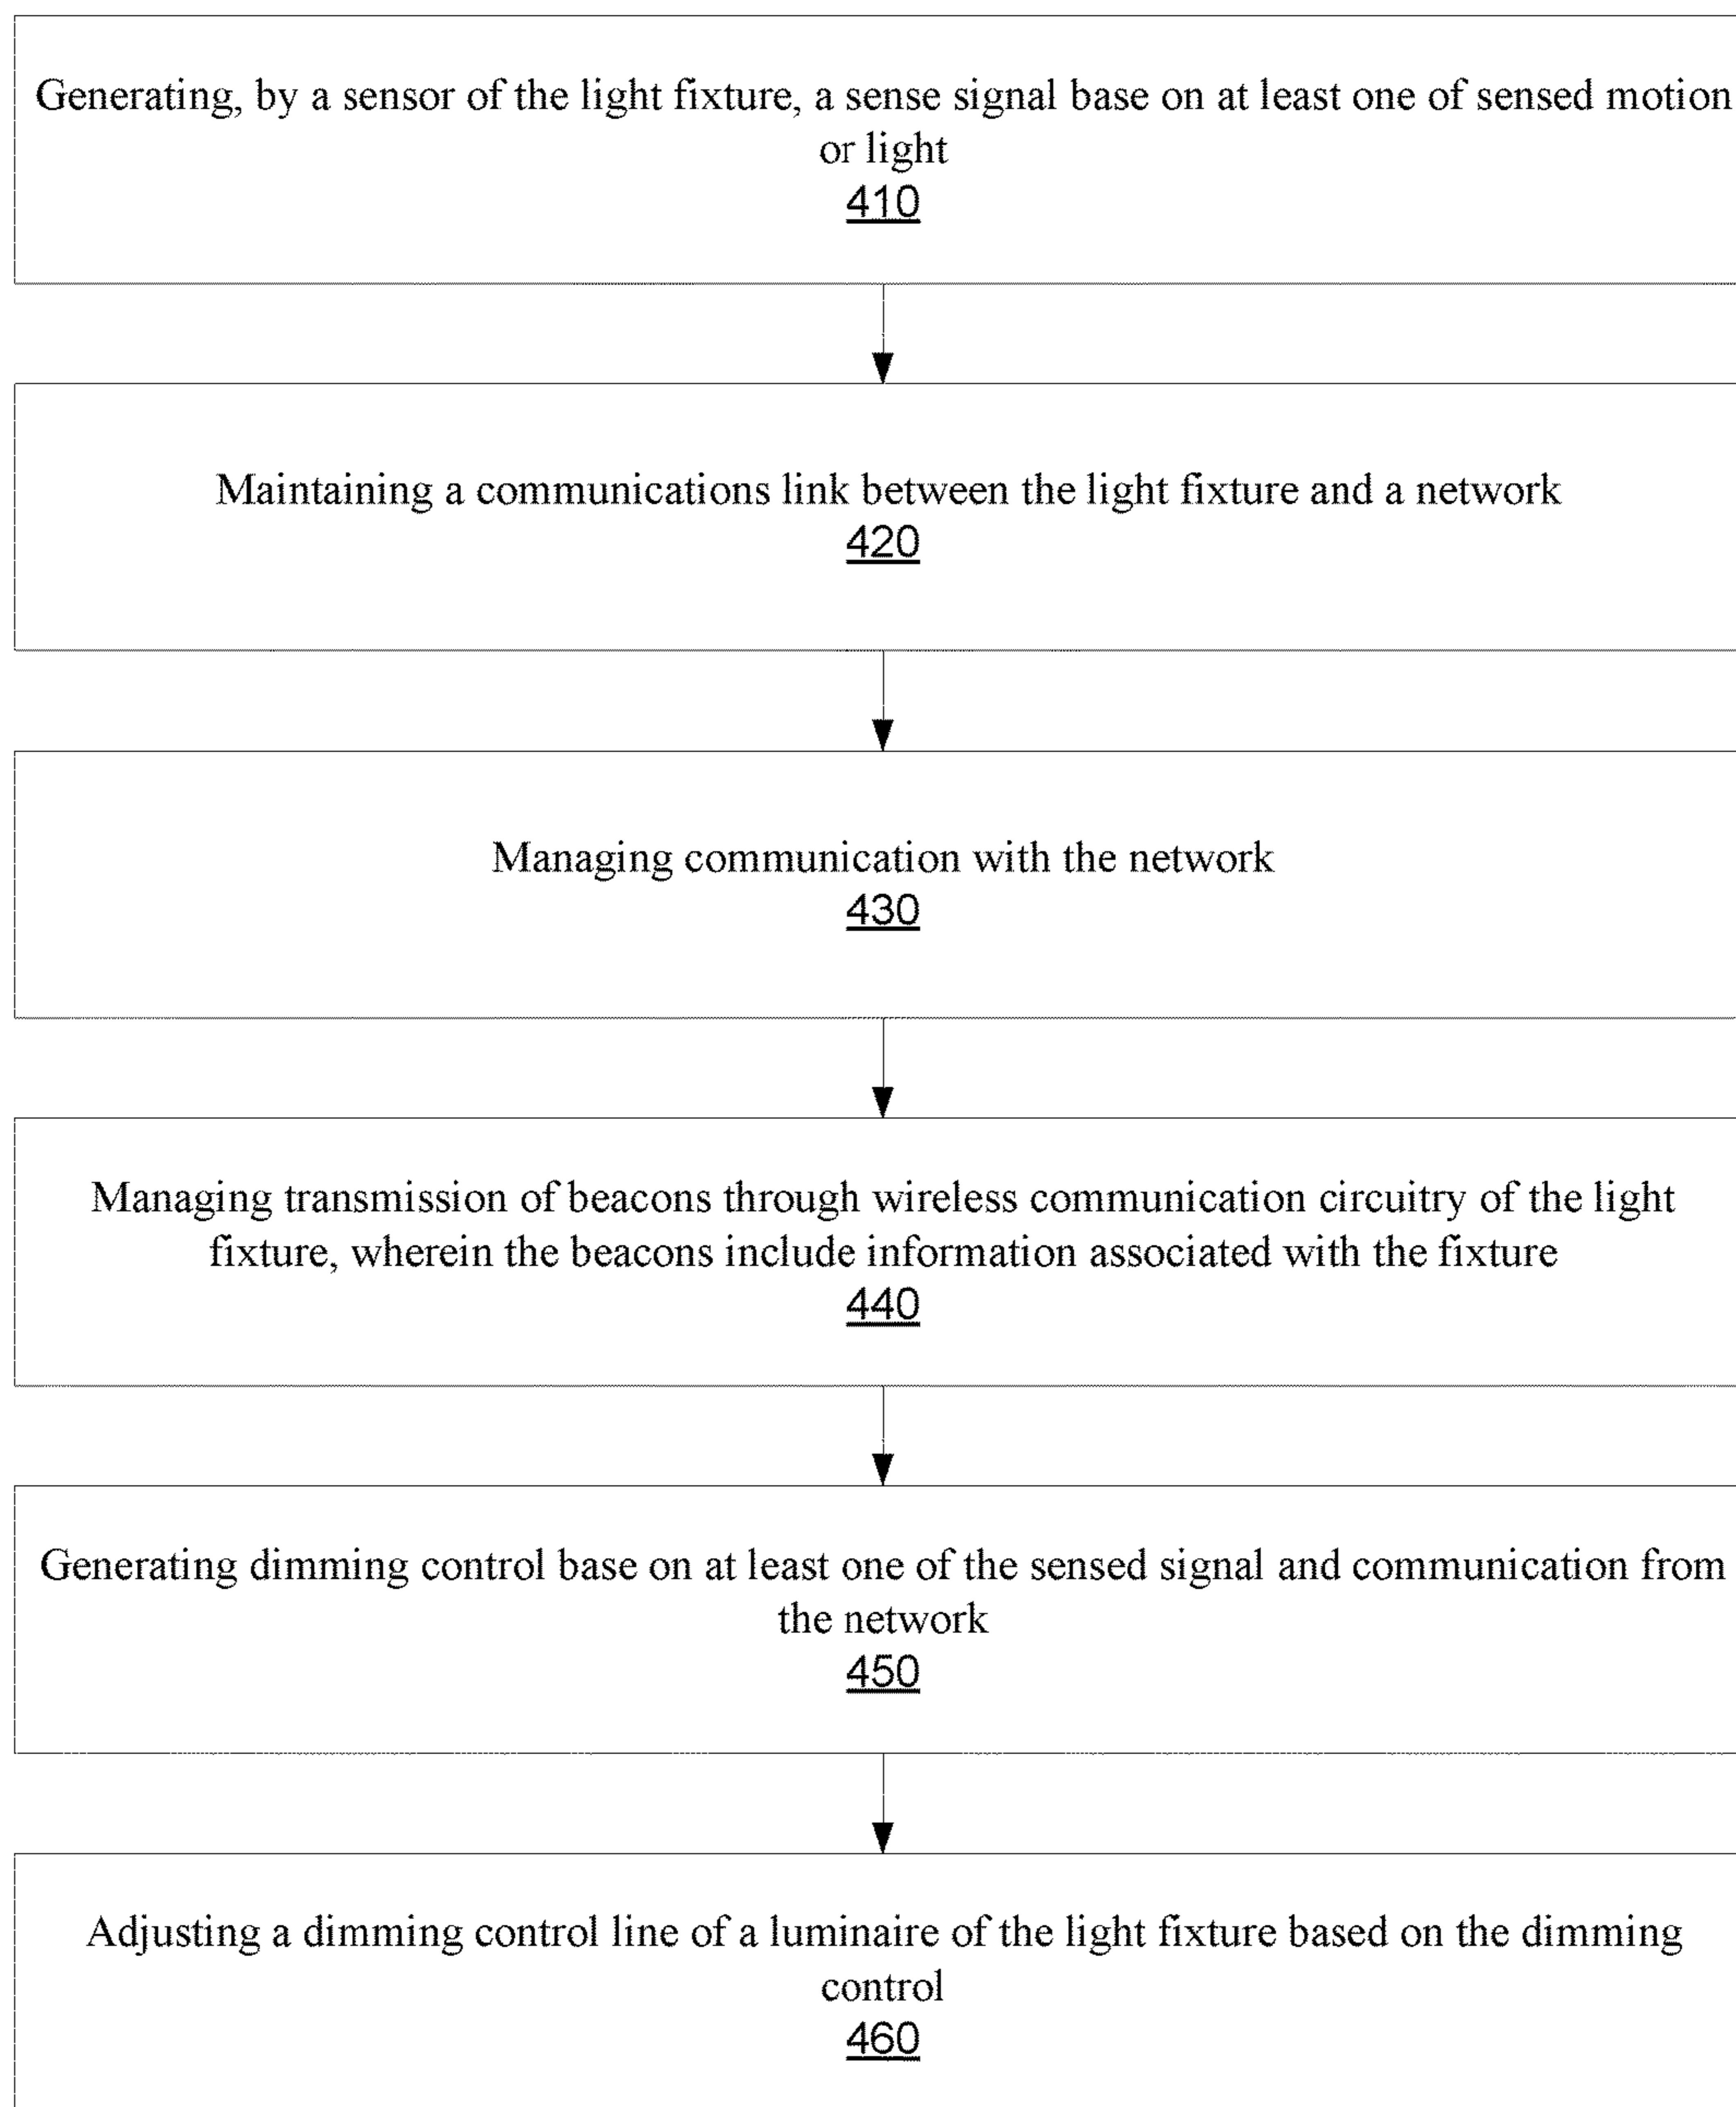 Generating, by a sensor of the light fixture, a sense signal base on at least one of sensed motion
or light
410
Maintaining a communications link between the light fixture and a network
420
Managing communication with the network
430
Managing transmission of beacons through wireless communication circuitry of the light
fixture, wherein the beacons include information associated with the fixture
440
Generating dimming control base on at least one of the sensed signal and communication from
the network
450
Adjusting a dimming control line of a luminaire of the light fixture based on the dimming
control
460